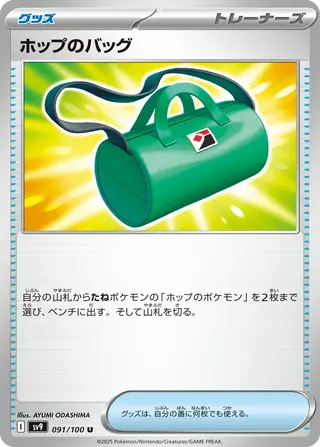 グッズ
トレーナーズ
ホップのバッグ
自分の山札からたねポケモンの「ホップのポケモン」を2枚まで
選び、ベンチに出す。そして山札を切る。
Illus. AYUMI ODASHIMA
I sv9 091/100 U
グッズは、自分の番に何枚でも使える。
©2025 Pokémon/Nintendo/Creatures/GAME FREAK.